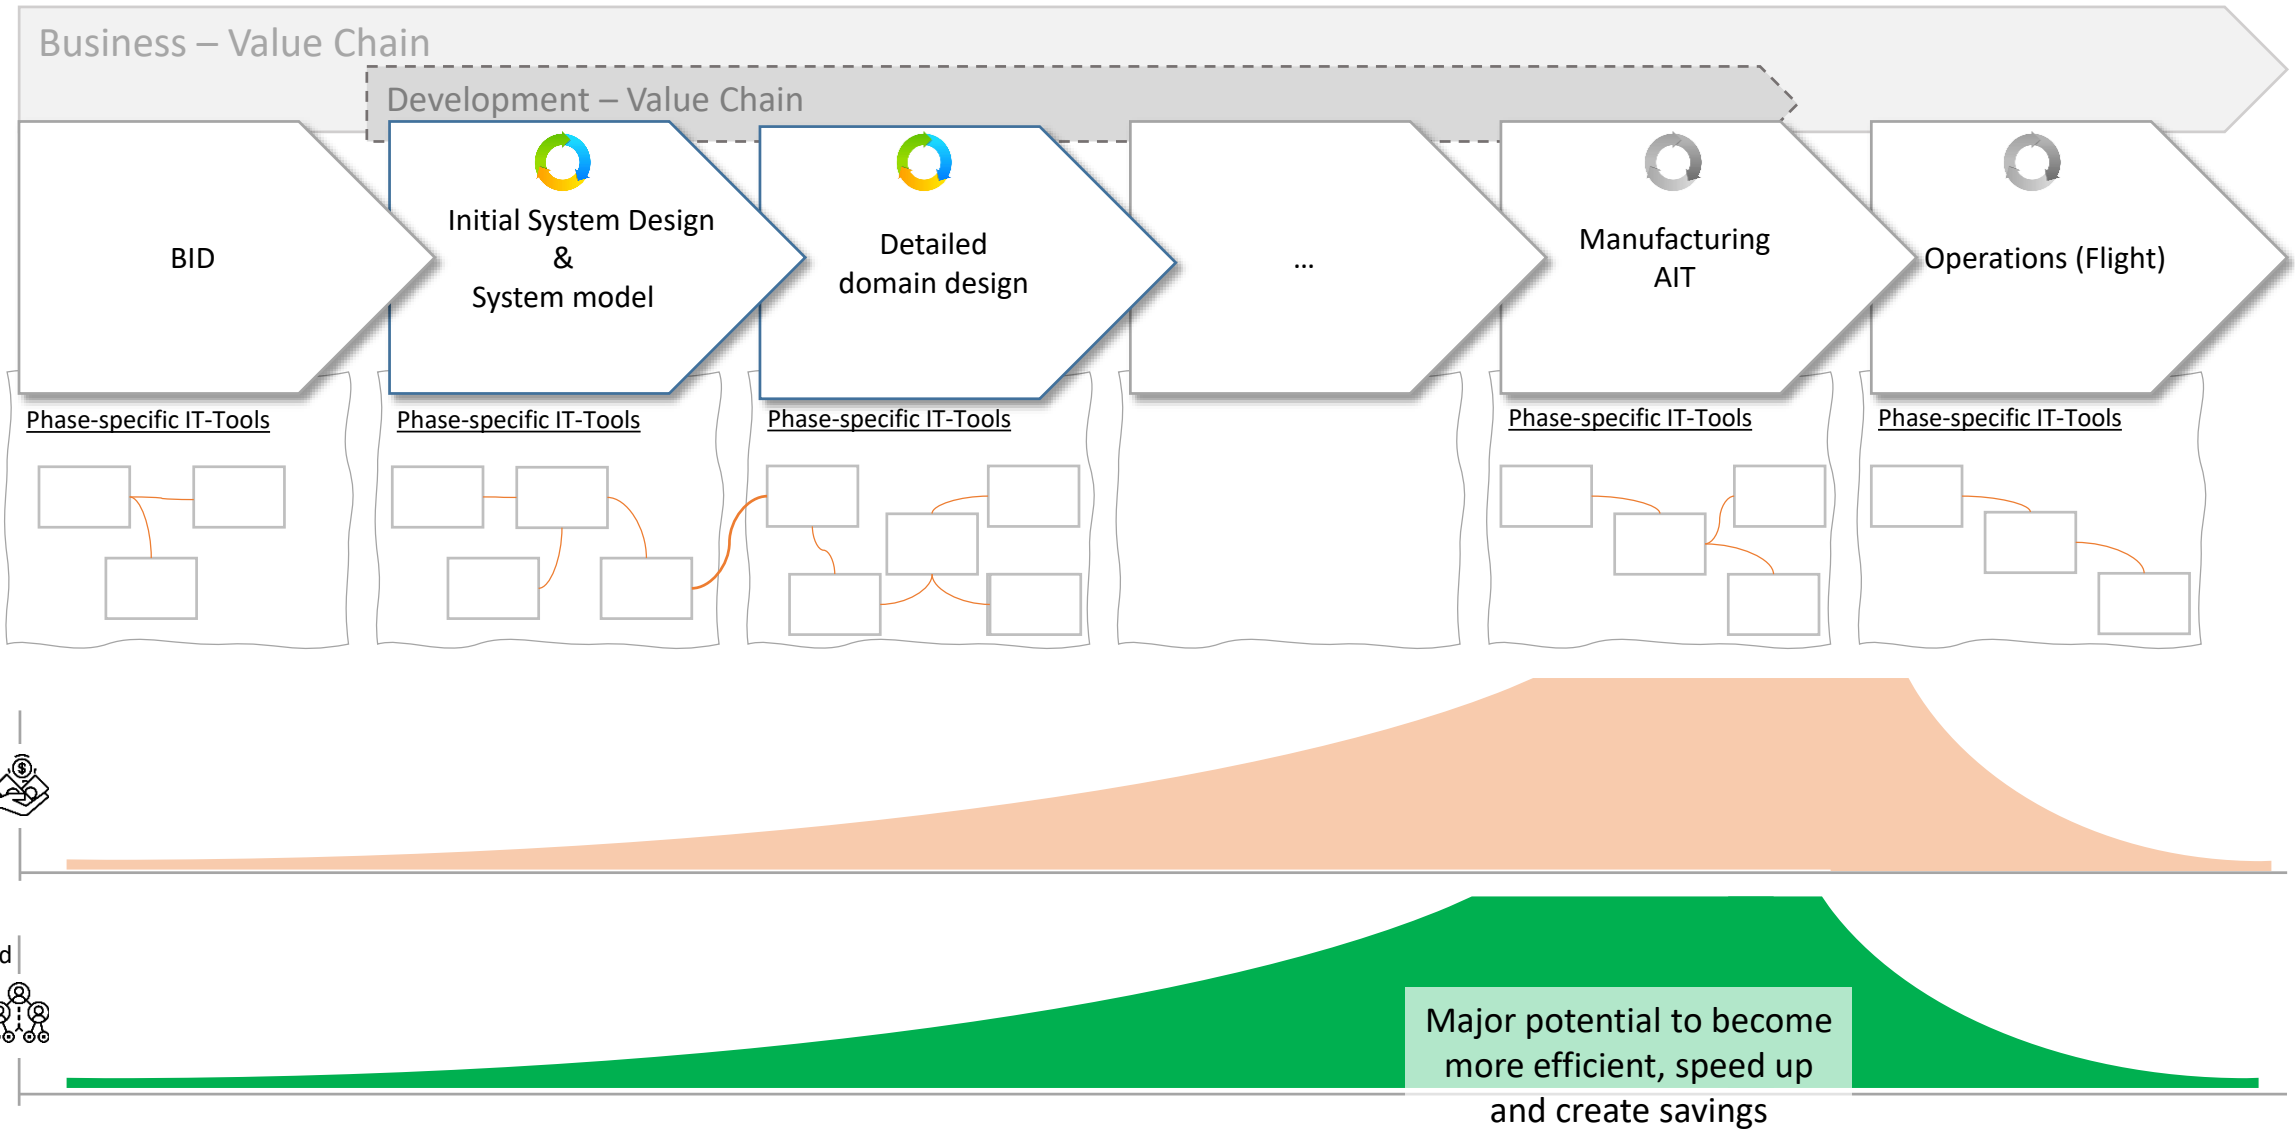 Business – Value Chain
Development – Value Chain
BID
Initial System Design
&
System model
Detailed
domain design
...
Manufacturing
AIT
Operations (Flight)
Phase-specific IT-Tools
Phase-specific IT-Tools
Phase-specific IT-Tools
Phase-specific IT-Tools
Phase-specific IT-Tools
$
d
Major potential to become
more efficient, speed up
and create savings